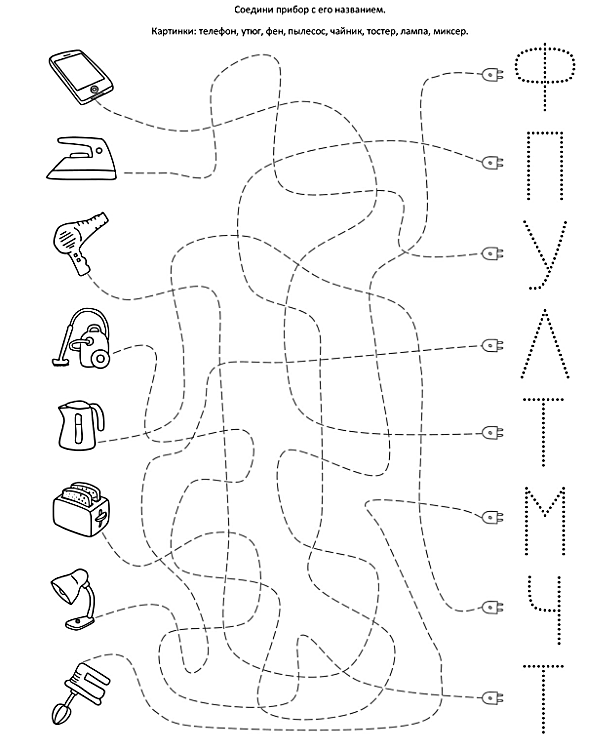 Соедини прибор с его названием.
Картинки: телефон, утюг, фен, пылесос, чайник, тостер, лампа, миксер.
Ф
П
У
Л
Т
М
Ч
Т